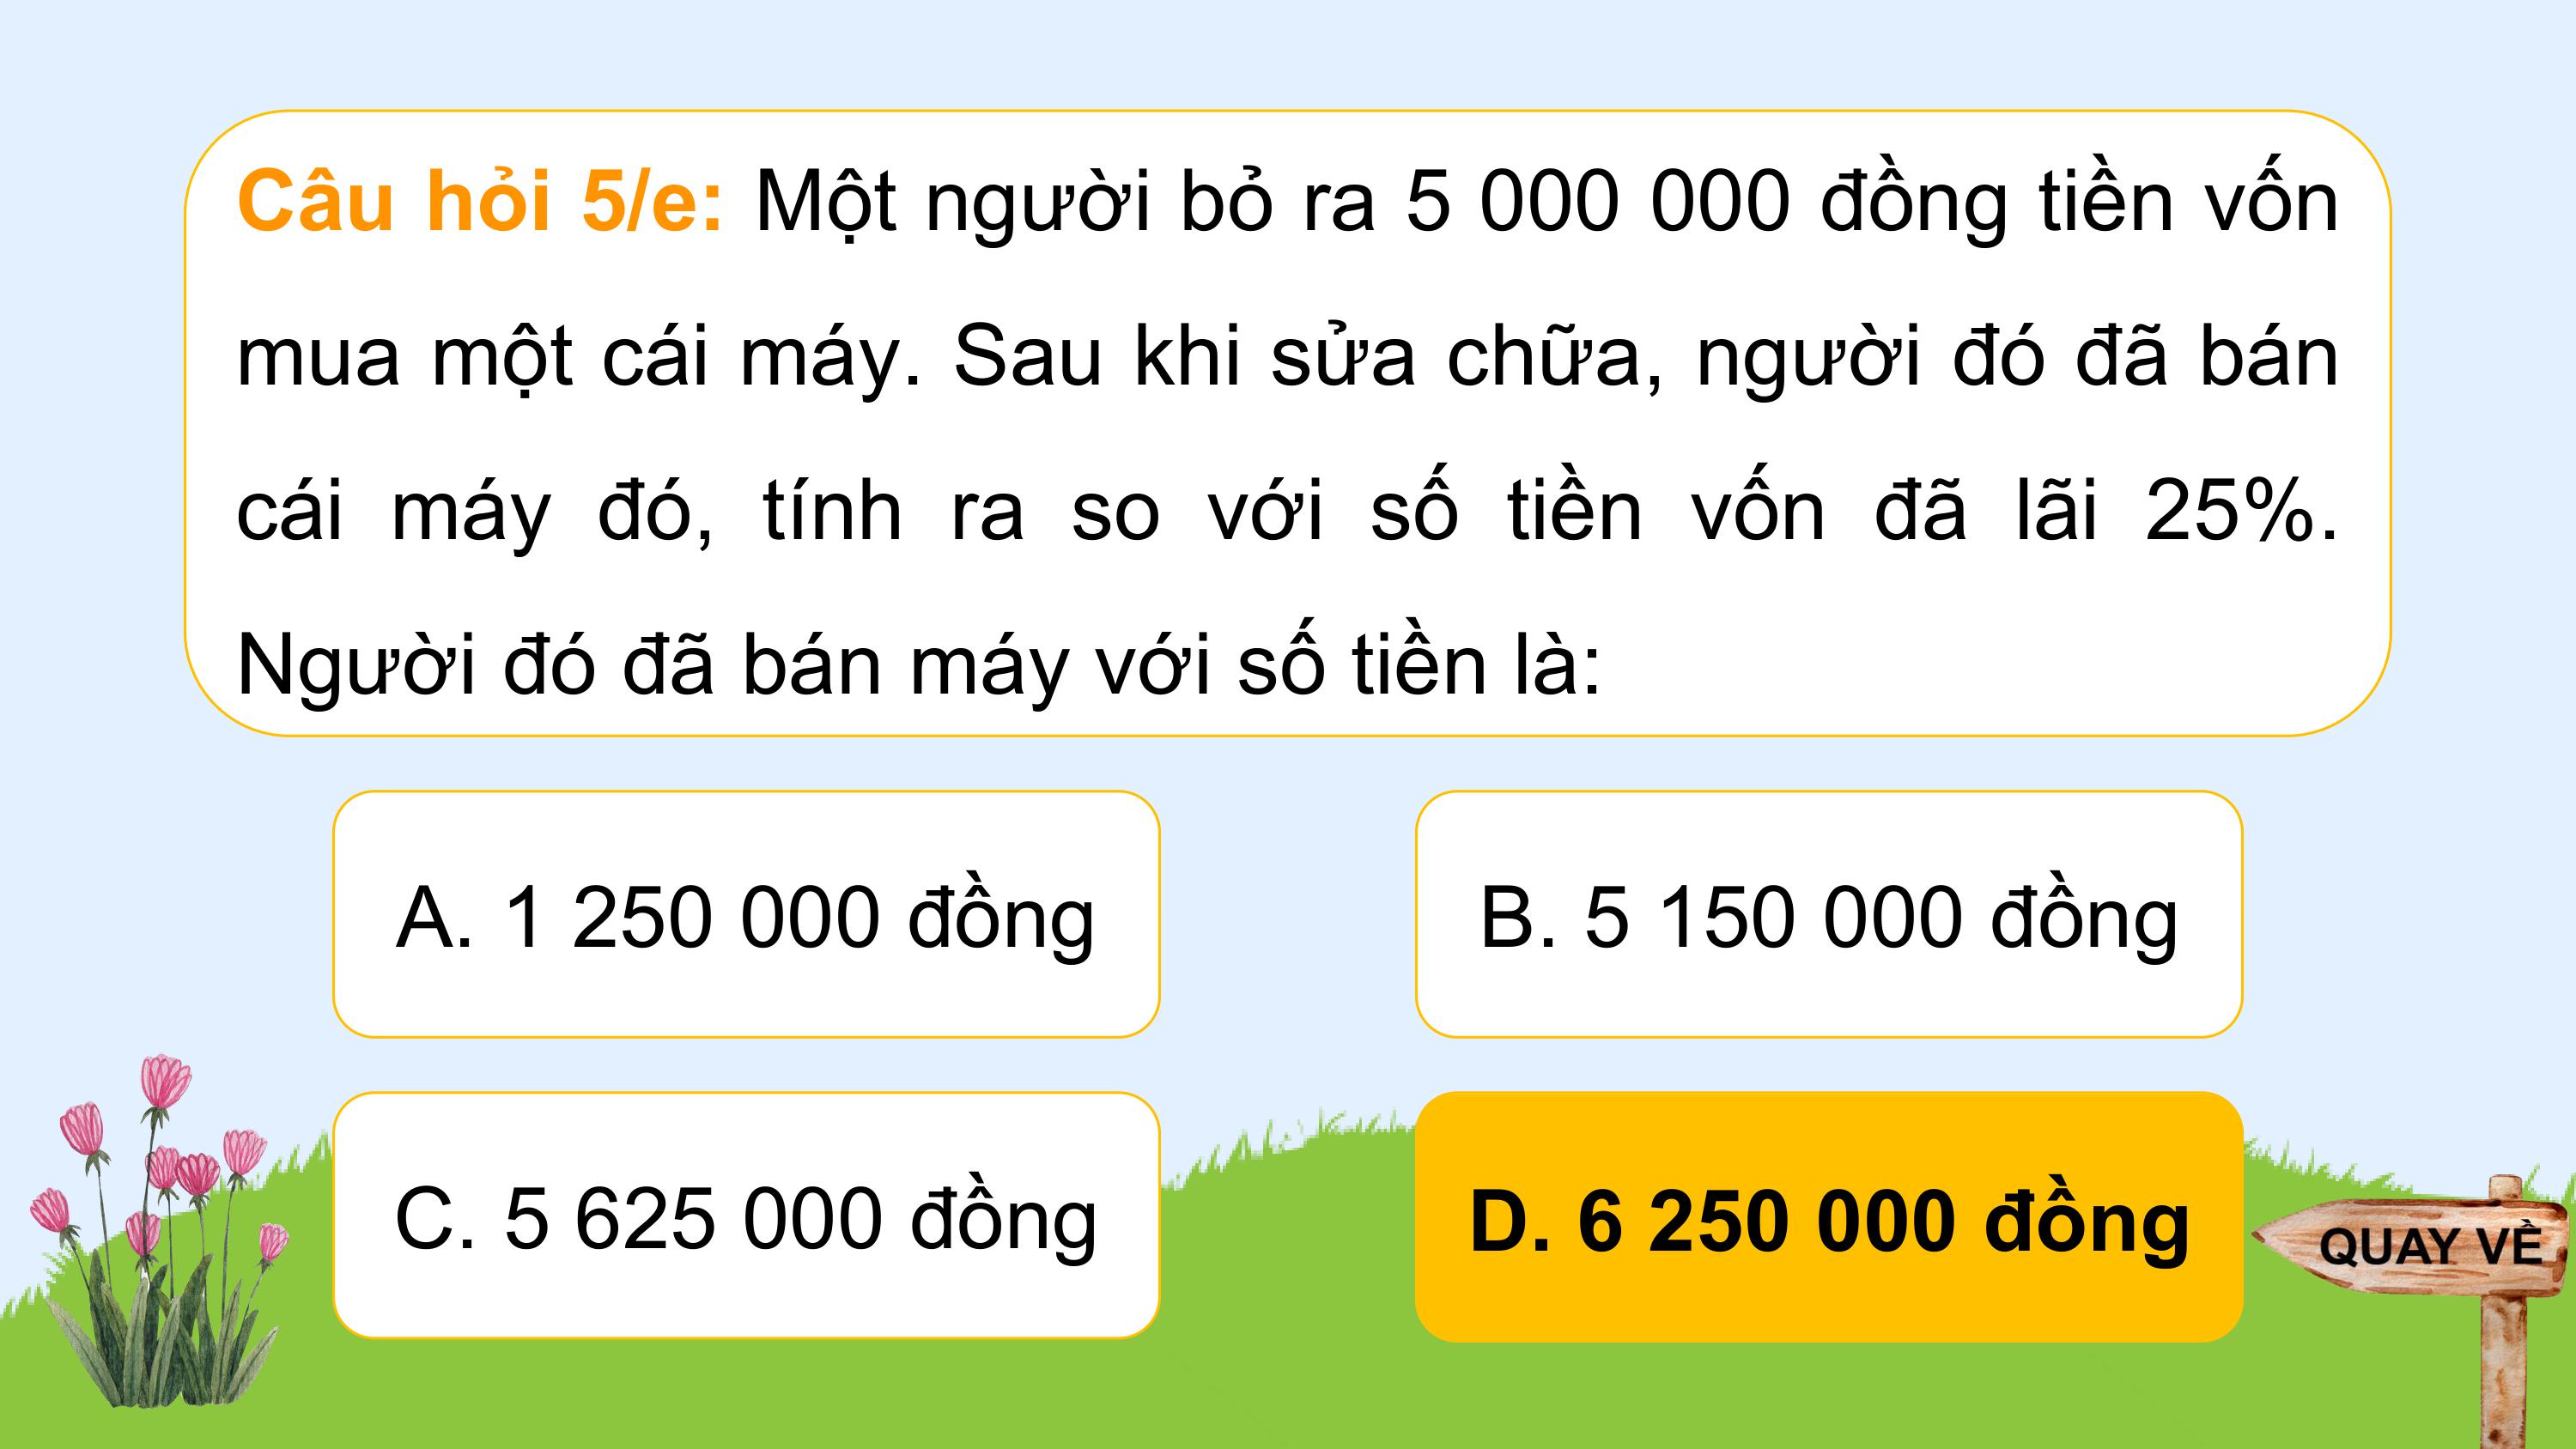 Câu hỏi 5/e: Một người bỏ ra 5 000 000 đồng tiền vốn
mua một cái máy. Sau khi sửa chữa, người đó đã bán
cái máy đó, tính ra so với số tiền vốn đã lãi 25%.
Người đó đã bán máy với số tiền là:
A. 1 250 000 đồng
B. 5 150 000 đồng
C. 5 625 000 đồng
D. 6 250 000 đồng
QUAY VỀ